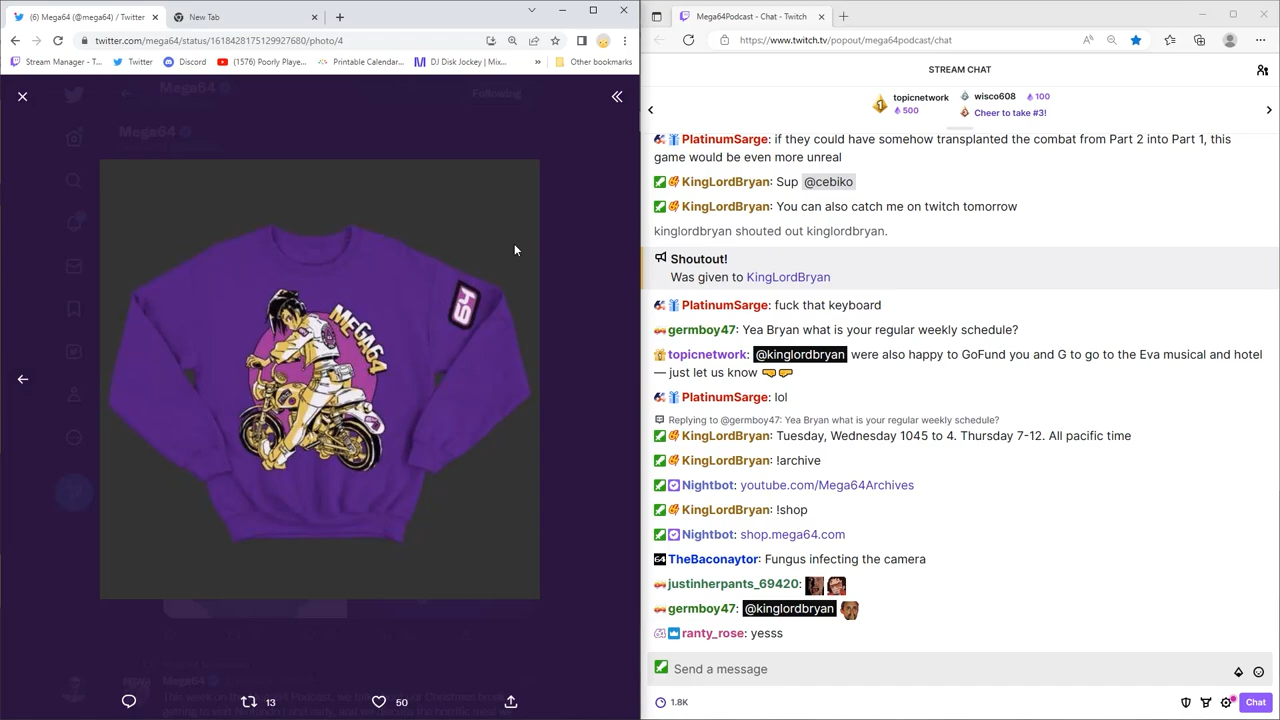 (6) Mega64 (@mega64) / Twitter
New Tab
twitter.com/mega64/status/1618428175129927680/photo/4
Stream Manager - T...
Twitter
Discord
(1576) Poorly Playe...
Printable Calendar...
DJ Disk Jockey | Mix...
Other bookmarks
Mega64
Following
Mega64
MEGA64
64
13
50
Mega64Podcast - Chat - Twitch
https://www.twitch.tv/popout/mega64podcast/chat
STREAM CHAT
topicnetwork
500
wisco608 100
Cheer to take #3!
PlatinumSarge: if they could have somehow transplanted the combat from Part 2 into Part 1, this
game would be even more unreal
KingLordBryan: Sup @cebiko
KingLordBryan: You can also catch me on twitch tomorrow
kinglordbryan shouted out kinglordbryan.
Shoutout!
Was given to KingLordBryan
PlatinumSarge: fuck that keyboard
germboy47: Yea Bryan what is your regular weekly schedule?
topicnetwork: @kinglordbryan were also happy to GoFund you and G to go to the Eva musical and hotel
— just let us know
PlatinumSarge: lol
Replying to @germboy47: Yea Bryan what is your regular weekly schedule?
KingLordBryan: Tuesday, Wednesday 1045 to 4. Thursday 7-12. All pacific time
KingLordBryan: !archive
Nightbot: youtube.com/Mega64Archives
KingLordBryan: !shop
Nightbot: shop.mega64.com
TheBaconaytor: Fungus infecting the camera
justinherpants_69420:
germboy47: @kinglordbryan
ranty_rose: yesss
Send a message
1.8K
Chat